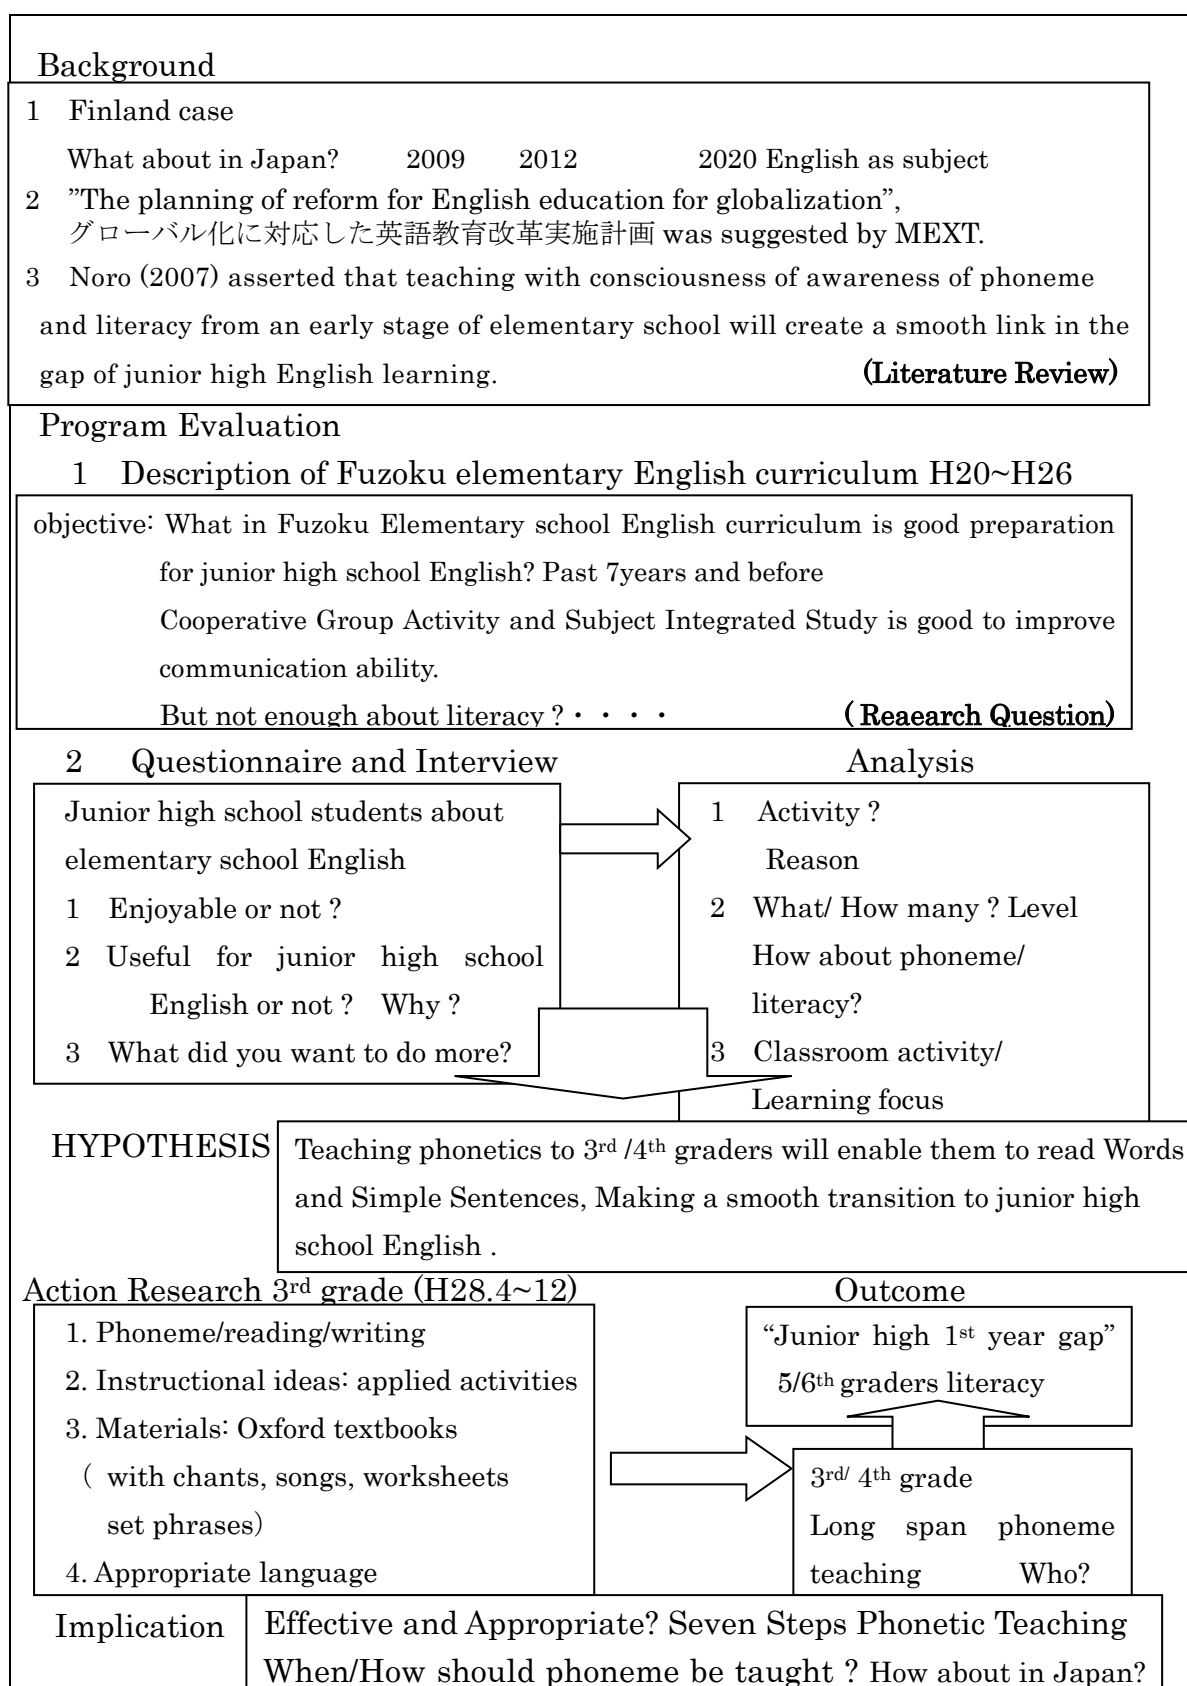 Background
1 Finland case
What about in Japan? 2009 2012 2020 English as subject
2 ”The planning of reform for English education for globalization”,
グローバル化に対応した英語教育改革実施計画 was suggested by MEXT.
3 Noro (2007) asserted that teaching with consciousness of awareness of phoneme
and literacy from an early stage of elementary school will create a smooth link in the
gap of junior high English learning. (Literature Review)
Program Evaluation
1 Description of Fuzoku elementary English curriculum H20~H26
objective: What in Fuzoku Elementary school English curriculum is good preparation
for junior high school English? Past 7years and before
Cooperative Group Activity and Subject Integrated Study is good to improve
communication ability.
But not enough about literacy ?・・・・ ( Reaearch Question)
2 Questionnaire and Interview
Junior high school students about
elementary school English
1 Enjoyable or not ?
2 Useful for junior high school
English or not ? Why ?
3 What did you want to do more?
Analysis
1 Activity ?
Reason
2 What/ How many ? Level
How about phoneme/
literacy?
3 Classroom activity/
Learning focus
HYPOTHESIS
Teaching phonetics to 3rd /4th graders will enable them to read Words
and Simple Sentences, Making a smooth transition to junior high
school English .
Action Research 3rd grade (H28.4~12)
1. Phoneme/reading/writing
2. Instructional ideas: applied activities
3. Materials: Oxford textbooks
( with chants, songs, worksheets
set phrases)
4. Appropriate language
Outcome
“Junior high 1st year gap”
5/6th graders literacy
3rd/ 4th grade
Long span phoneme
teaching Who?
Implication
Effective and Appropriate? Seven Steps Phonetic Teaching
When/How should phoneme be taught ? How about in Japan?